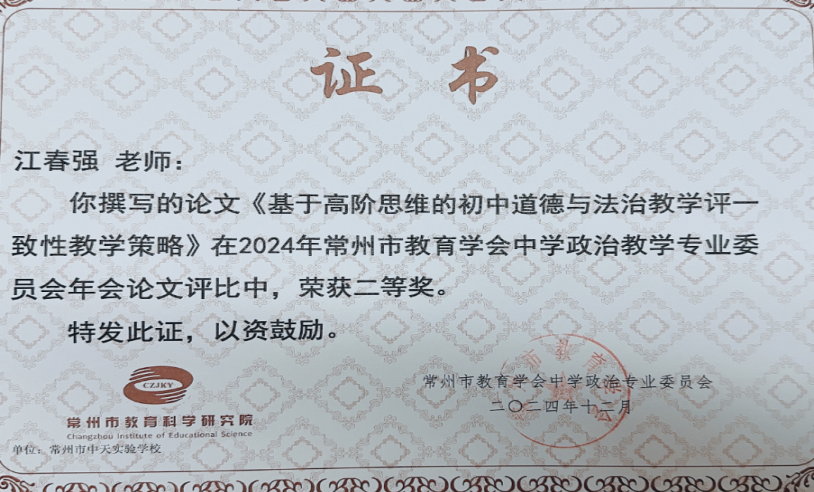 证 书
江春强 老师：
你撰写的论文《基于高阶思维的初中道德与法治教学评一
致性教学策略》在2024年常州市教育学会中学政治教学专业委
员会年会论文评比中，荣获二等奖。
特发此证，以资鼓励。
CZJKY
常州市教育科学研究院
Changzhou Institute of Educational Science
单位：常州市中天实验学校
常州市教育学会中学政治专业委员会
二〇二四年十二月